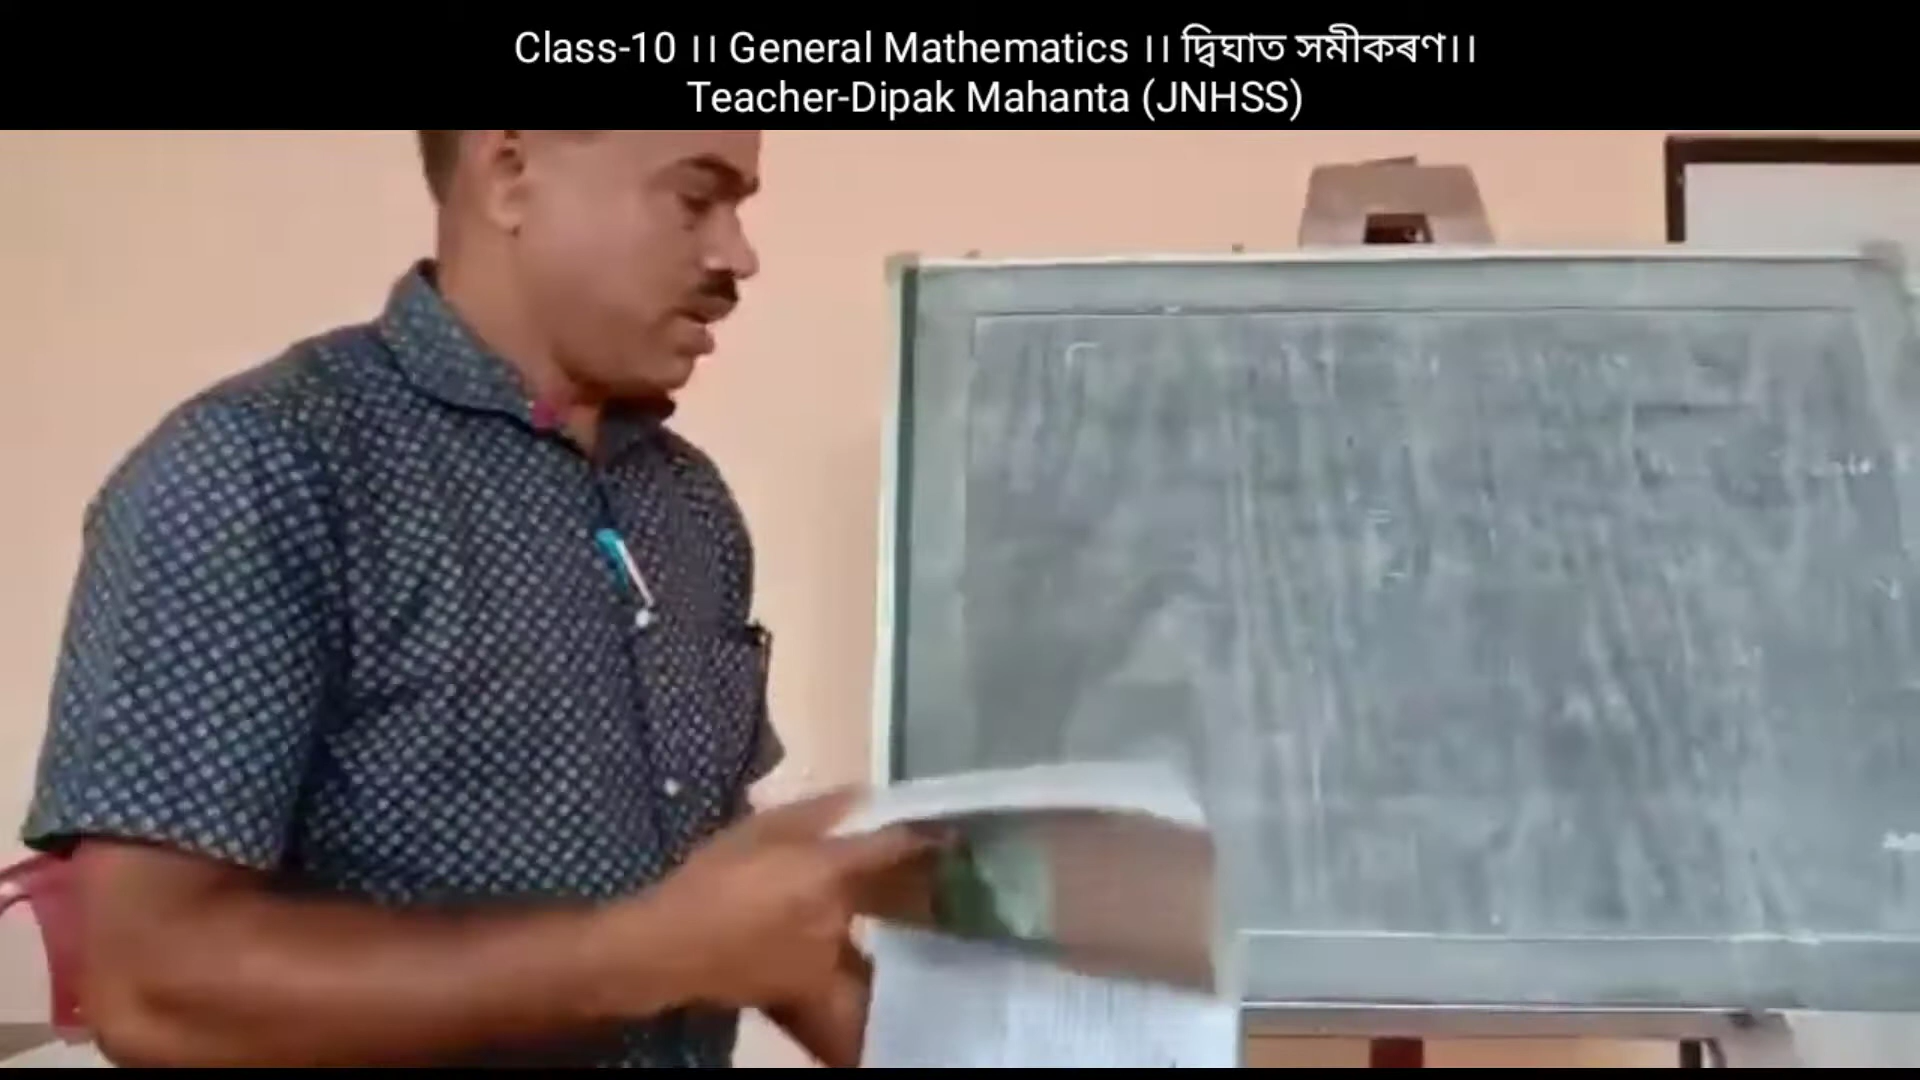 Class-10 ।। General Mathematics ।। দ্বিঘাত সমীকৰণ।।
Teacher-Dipak Mahanta (JNHSS)